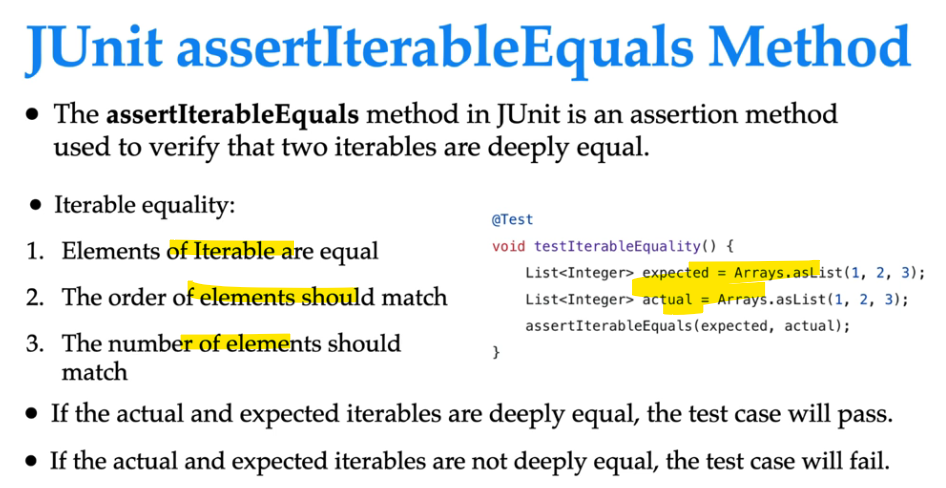 JUnit assertIterableEquals Method
• The assertIterableEquals method in JUnit is an assertion method
used to verify that two iterables are deeply equal.
• Iterable equality:
1. Elements of Iterable are equal
2. The order of elements should match
3. The number of elements should
match
@Test
void testIterableEquality() {
    List<Integer> expected = Arrays.asList(1, 2, 3);
    List<Integer> actual = Arrays.asList(1, 2, 3);
    assertIterableEquals(expected, actual);
}
• If the actual and expected iterables are deeply equal, the test case will pass.
• If the actual and expected iterables are not deeply equal, the test case will fail.